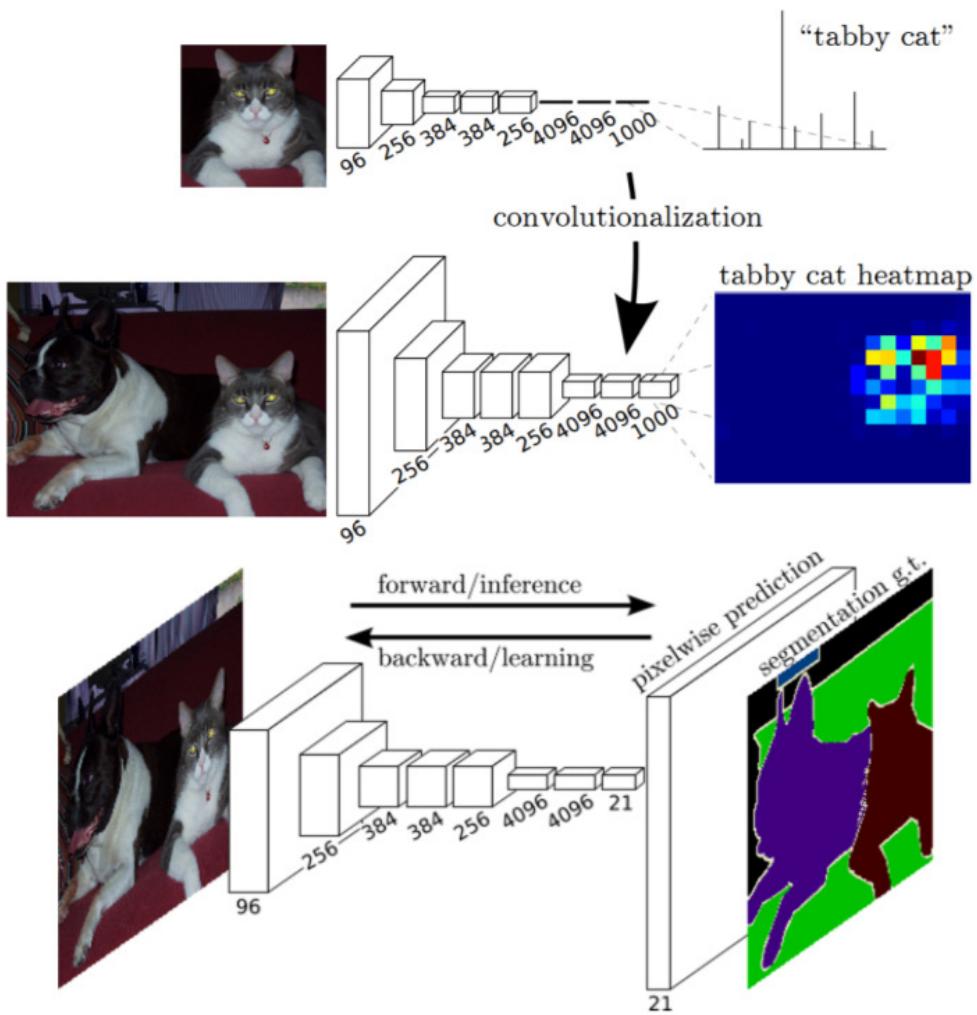 “tabby cat”
96 256 384 384 256 4096 4096 1000
convolutionalization
tabby cat heatmap
96 256 384 384 256 4096 4096 1000
forward/inference
backward/learning
pixelwise prediction
segmentation g.t.
96 256 384 384 256 4096 4096 21
21